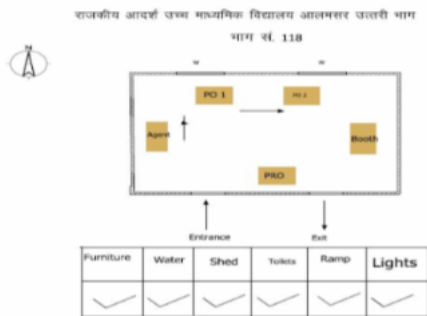 राजकीय आदर्श उच्च माध्यमिक विद्यालय आलमसर उत्तरी भाग
भाग सं. 118
N
W W
PO 1 PO 2
Agent Booth
PRO
Entrance Exit
Furniture Water Shed Toilets Ramp Lights